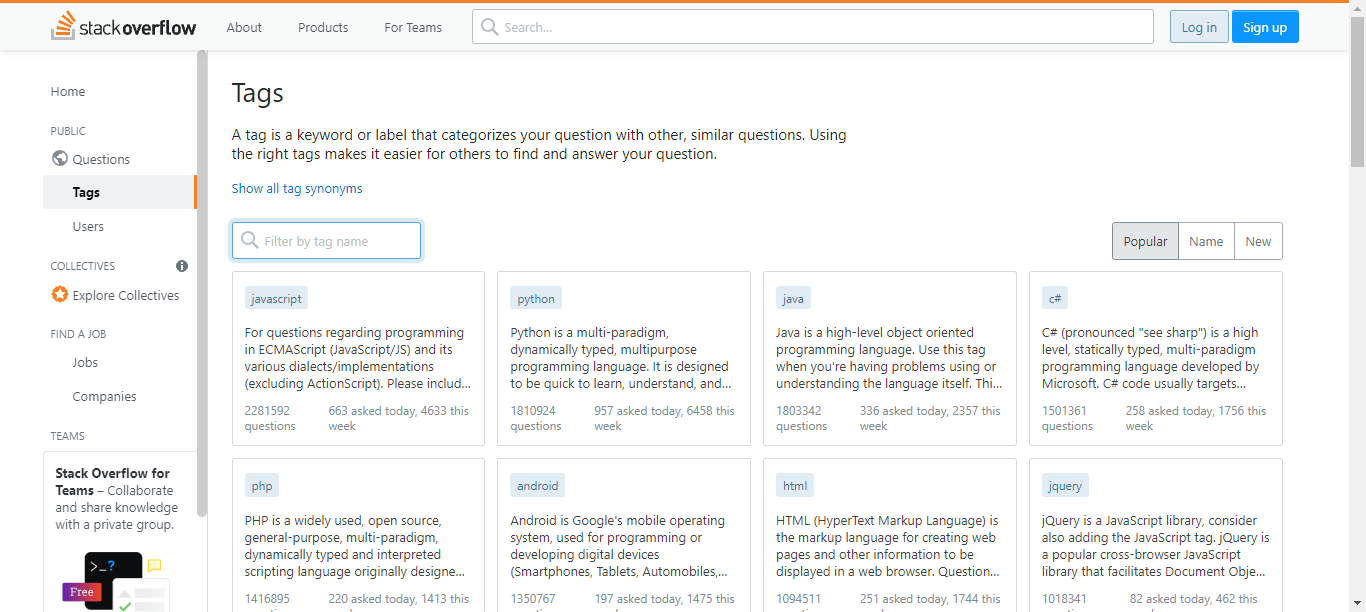 stackoverflow
About
Products
For Teams
Search...
Log in
Sign up
Home
PUBLIC
Questions
Tags
Users
COLLECTIVES
Explore Collectives
FIND A JOB
Jobs
Companies
TEAMS
Stack Overflow for
Teams – Collaborate
and share knowledge
with a private group.
>_?
Free
Tags
A tag is a keyword or label that categorizes your question with other, similar questions. Using
the right tags makes it easier for others to find and answer your question.
Show all tag synonyms
Filter by tag name
Popular
Name
New
javascript
For questions regarding programming
in ECMAScript (JavaScript/JS) and its
various dialects/implementations
(excluding ActionScript). Please includ...
2281592
questions
663 asked today, 4633 this
week
python
Python is a multi-paradigm,
dynamically typed, multipurpose
programming language. It is designed
to be quick to learn, understand, and...
1810924
questions
957 asked today, 6458 this
week
java
Java is a high-level object oriented
programming language. Use this tag
when you're having problems using or
understanding the language itself. Thi...
1803342
questions
336 asked today, 2357 this
week
c#
C# (pronounced "see sharp") is a high
level, statically typed, multi-paradigm
programming language developed by
Microsoft. C# code usually targets...
1501361
questions
258 asked today, 1756 this
week
php
PHP is a widely used, open source,
general-purpose, multi-paradigm,
dynamically typed and interpreted
scripting language originally designe...
1416895
220 asked today, 1413 this
android
Android is Google's mobile operating
system, used for programming or
developing digital devices
(Smartphones, Tablets, Automobiles,...
1350767
197 asked today, 1475 this
html
HTML (HyperText Markup Language) is
the markup language for creating web
pages and other information to be
displayed in a web browser. Question...
1094511
251 asked today, 1744 this
jquery
jQuery is a JavaScript library, consider
also adding the JavaScript tag. jQuery is
a popular cross-browser JavaScript
library that facilitates Document Obje...
1018341
82 asked today, 462 this